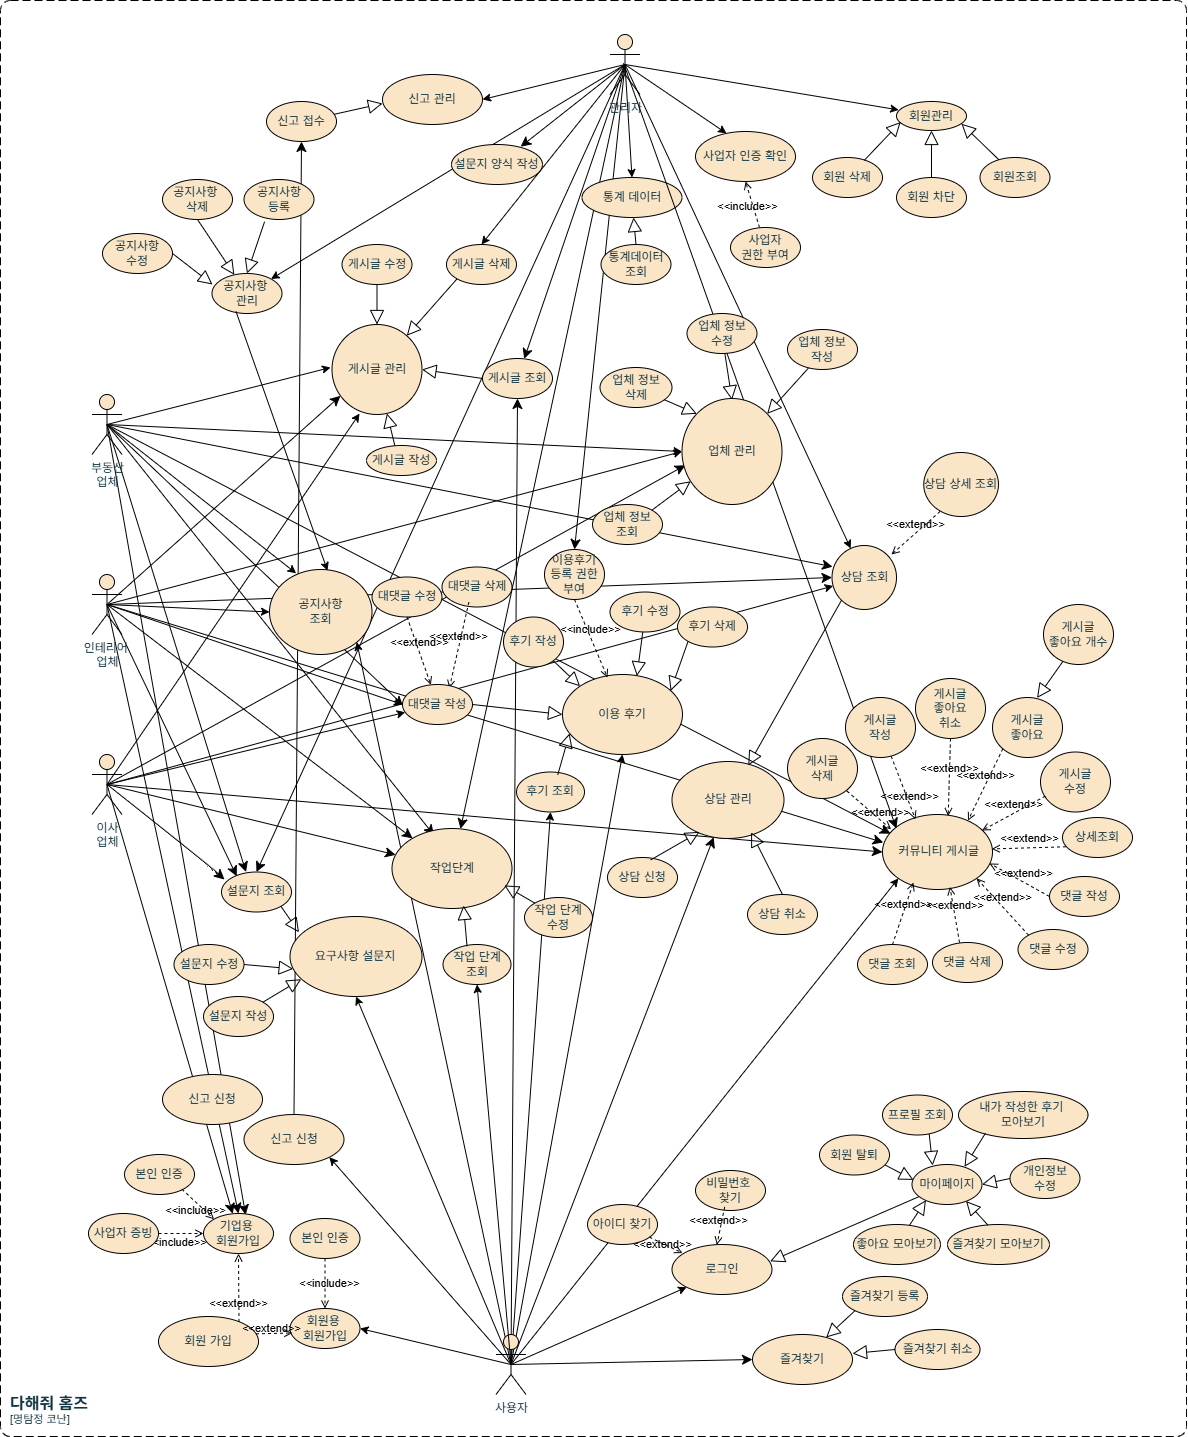 관리자
신고 관리
신고 접수
회원관리
설문지 양식 작성
사업자 인증 확인
회원 삭제
회원 차단
회원조회
공지사항
삭제
공지사항
등록
통계 데이터
<<include>>
공지사항
수정
게시글 수정
게시글 삭제
통계데이터
조회
사업자
권한 부여
공지사항
관리
업체 정보
수정
업체 정보
작성
게시글 관리
게시글 조회
업체 정보
삭제
부동산
업체
게시글 작성
업체 관리
상담 상세 조회
<<extend>>
업체 정보
조회
이용후기
등록 권한
부여
상담 조회
인테리어
업체
공지사항
조회
대댓글 수정
대댓글 삭제
<<extend>>
<<extend>>
후기 작성
<<include>>
후기 수정
후기 삭제
게시글
좋아요 개수
대댓글 작성
이용 후기
게시글
작성
게시글
좋아요
취소
게시글
좋아요
이사
업체
후기 조회
상담 관리
게시글
삭제
<<extend>>
<<extend>>
<<extend>>
<<extend>>
게시글
수정
<<extend>>
상세조회
<<extend>>
커뮤니티 게시글
작업단계
설문지 조회
상담 신청
<<extend>>
댓글 작성
<<extend>>
<<extend>>
<<extend>>
상담 취소
작업 단계
수정
요구사항 설문지
설문지 수정
작업 단계
조회
댓글 조회
댓글 삭제
댓글 수정
설문지 작성
신고 신청
신고 신청
프로필 조회
내가 작성한 후기
모아보기
회원 탈퇴
마이페이지
개인정보
수정
본인 인증
<<include>>
비밀번호
찾기
사업자 증빙
<<include>>
기업용
회원가입
본인 인증
아이디 찾기
<<extend>>
<<extend>>
좋아요 모아보기
즐겨찾기 모아보기
로그인
<<include>>
<<extend>>
즐겨찾기 등록
회원 가입
<<extend>>
회원용
회원가입
즐겨찾기
즐겨찾기 취소
사용자
다해줘 홈즈
[명탐정 코난]